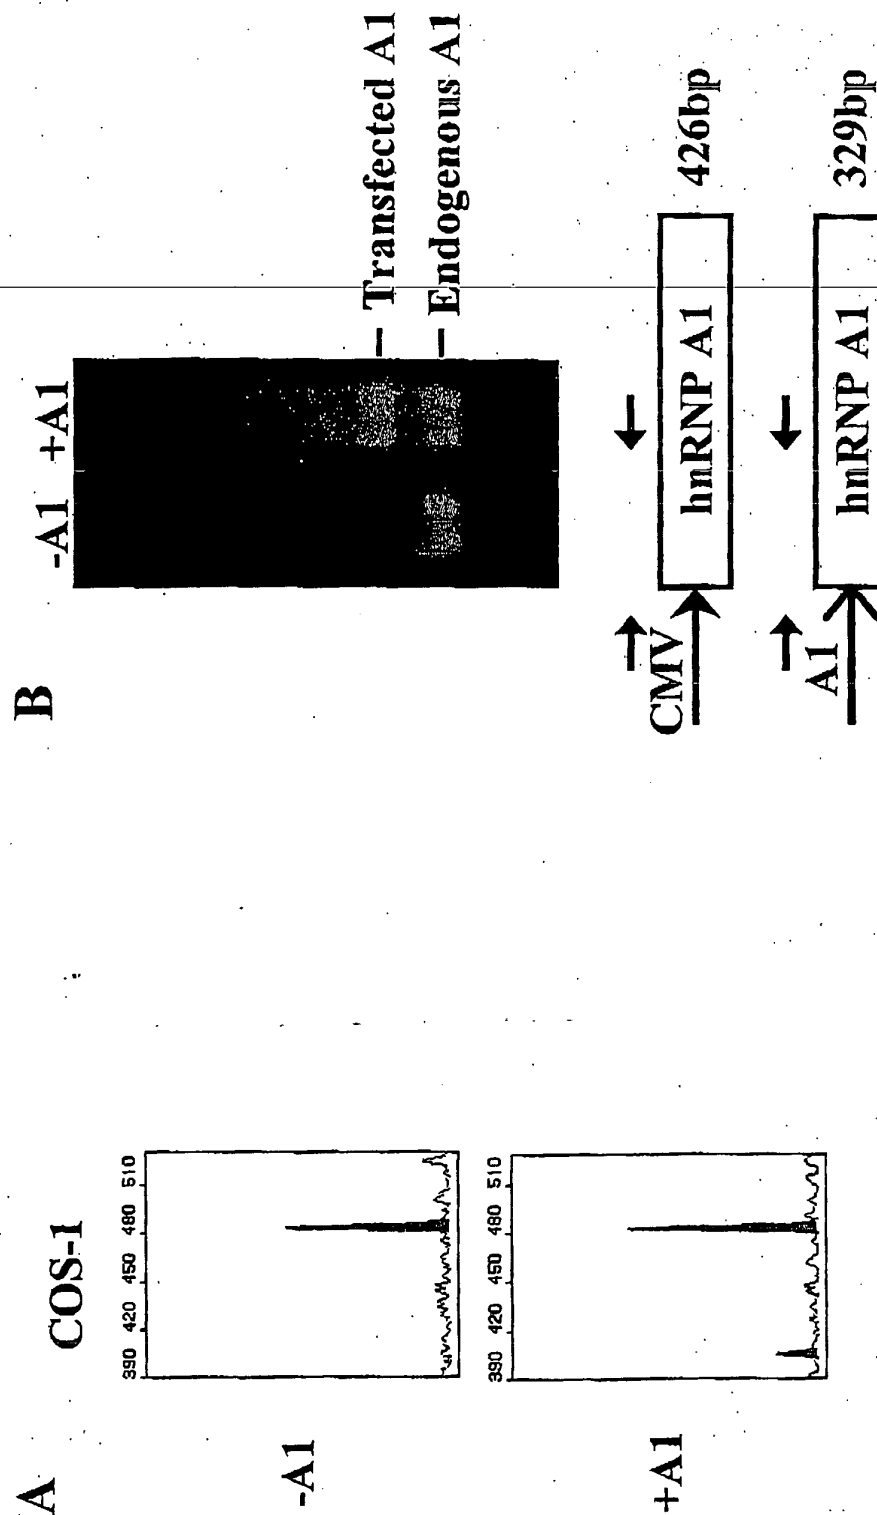 A
COS-1
390 420 450 480 510
-A1
390 420 450 480 510
+A1
B
-A1 +A1
Transfected A1
Endogenous A1
CMV
hnRNP A1
426bp
A1
hnRNP A1
329bp